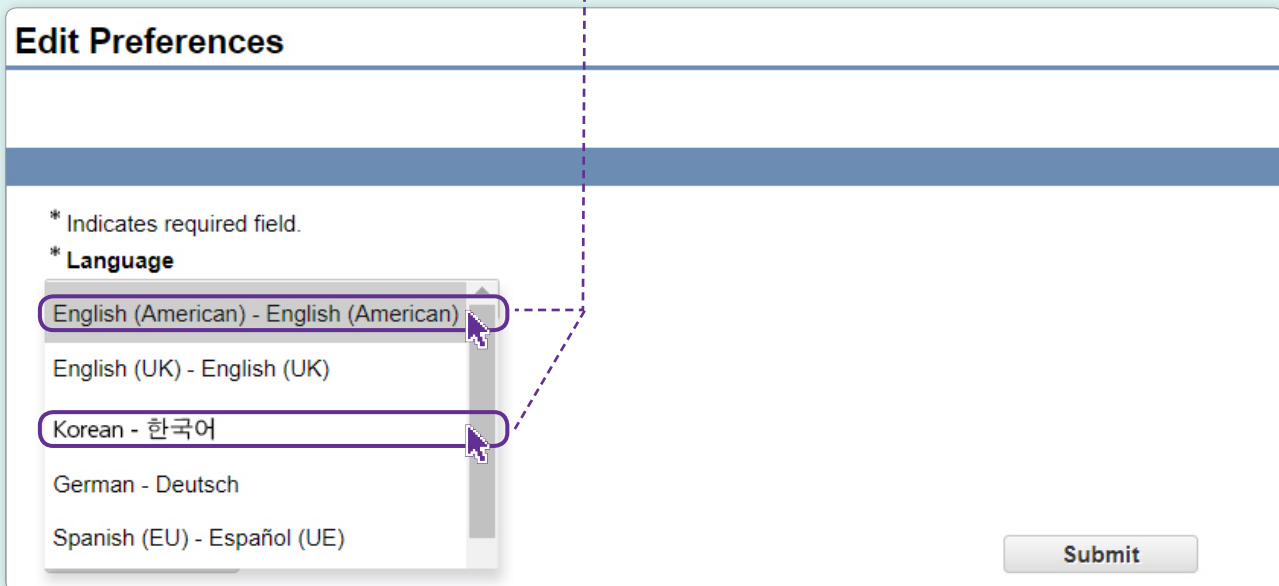 Edit Preferences
* Indicates required field.
* Language
English (American) - English (American)
English (UK) - English (UK)
Korean - 한국어
German - Deutsch
Spanish (EU) - Español (UE)
Submit